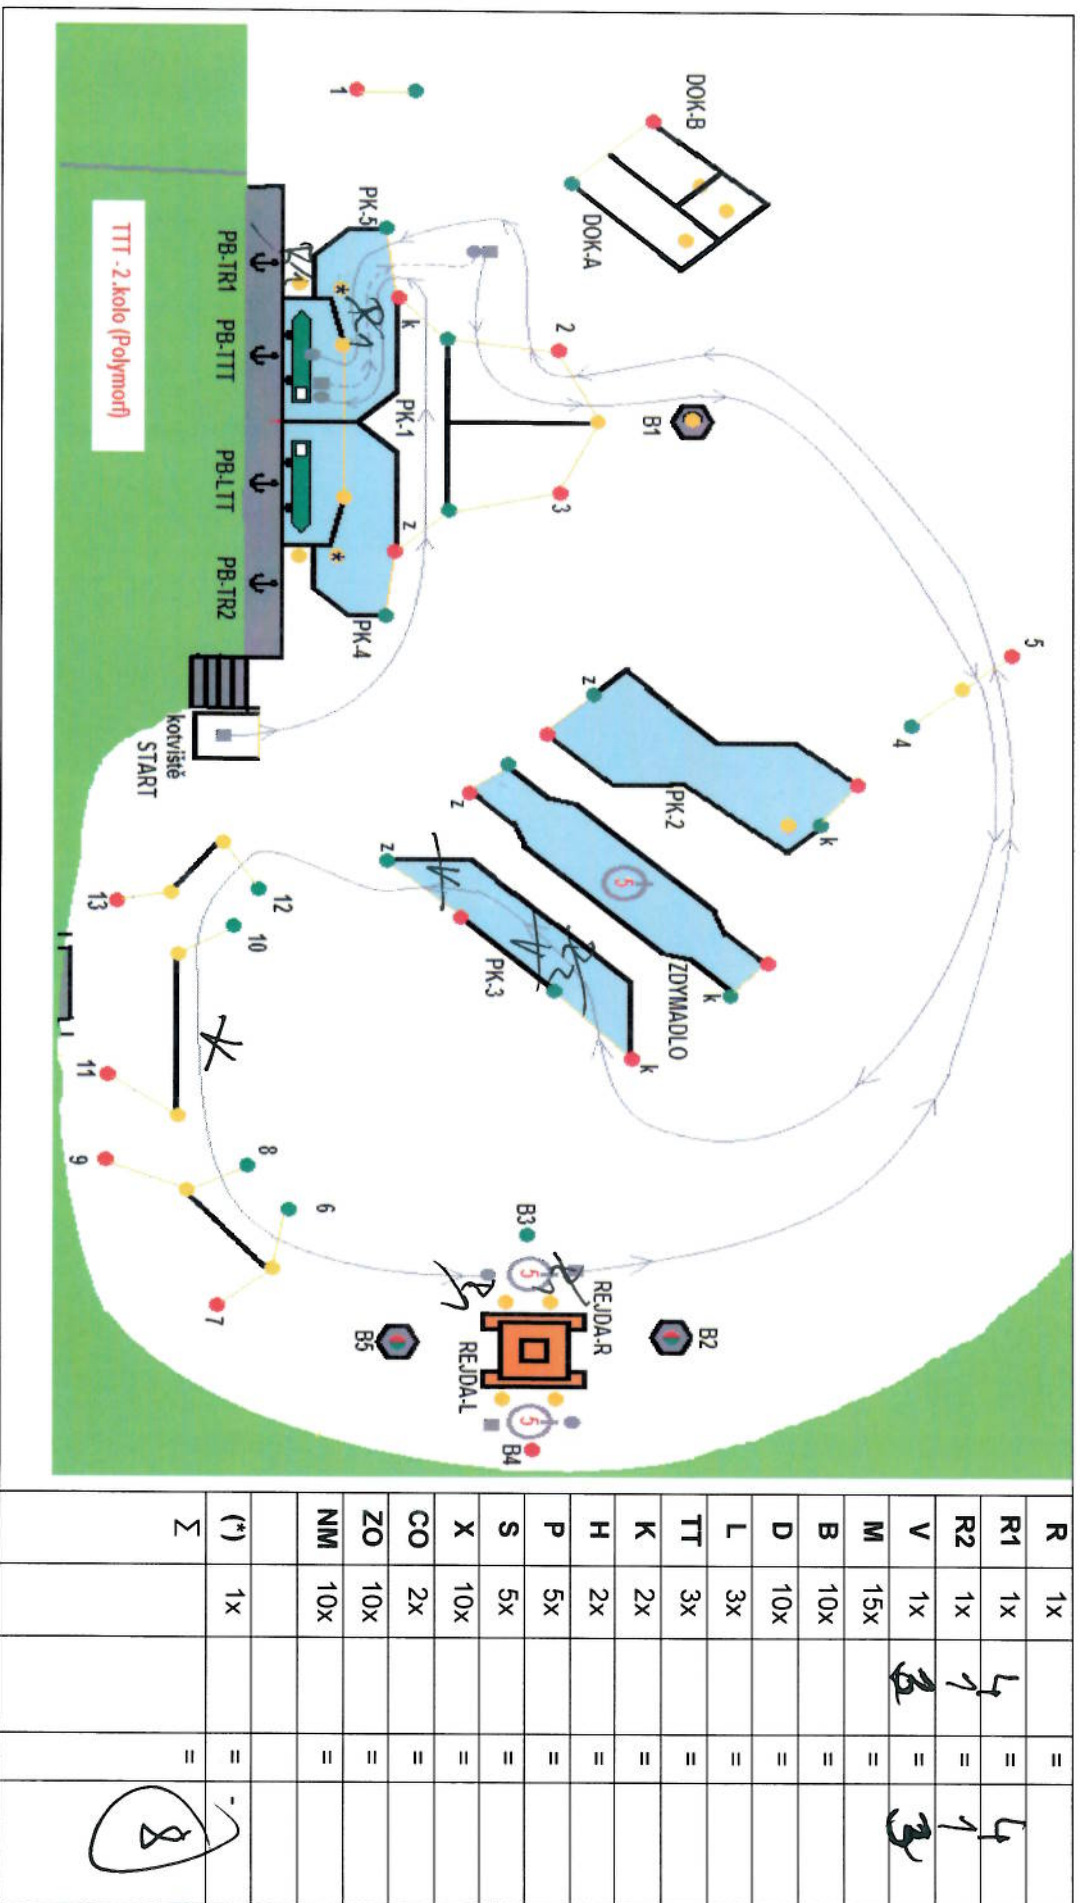 DOK-B
DOK-A
1
PK-5
k
2
3
B1
PK-1
z
PK-4
PB-TR1
PB-TTT
PB-LTT
PB-TR2
*
*
R1
TTT - 2.kolo (Polymorf)
kotviště
START
5
4
z
PK-2
k
z
5
ZDYMADLO
k
z
PK-3
k
12
13
10
11
8
9
6
7
B3
5
REJDA-R
B2
B5
REJDA-L
5
B4
R 1x =
R1 1x 4 = 4
R2 1x 1 = 1
V 1x 3 = 3
M 15x =
B 10x =
D 10x =
L 3x =
TT 3x =
K 2x =
H 2x =
P 5x =
S 5x =
X 10x =
CO 2x =
ZO 10x =
NM 10x =
(*) 1x =
Σ = 8